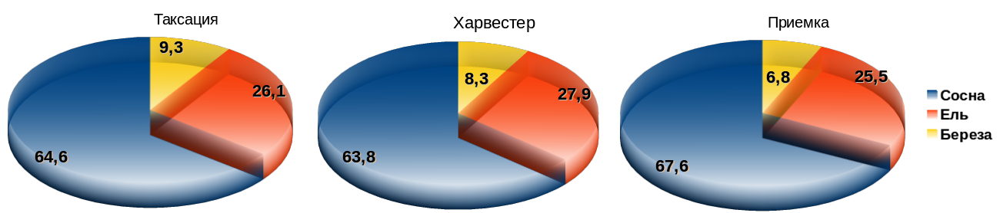 Таксация
9,3
26,1
64,6
Харвестер
8,3
27,9
63,8
Приемка
6,8
25,5
67,6
Сосна
Ель
Береза